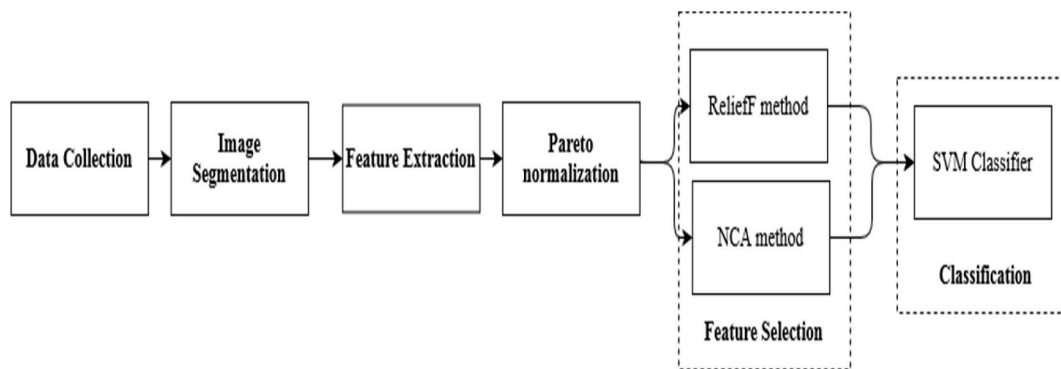 Data Collection
Image
Segmentation
Feature Extraction
Pareto
normalization
ReliefF method
NCA method
Feature Selection
SVM Classifier
Classification